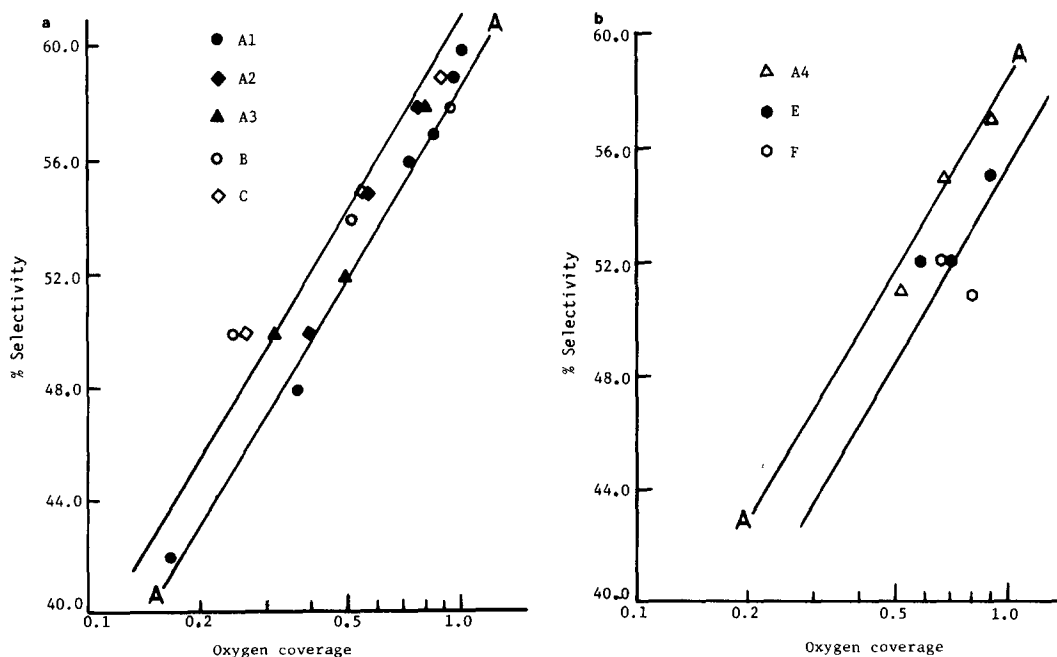 a
A
A1
A2
A3
B
C
60.0
56.0
52.0
48.0
44.0
40.0
% Selectivity
A
0.1
0.2
0.5
1.0
Oxygen coverage
b
A
A4
E
F
60.0
56.0
52.0
48.0
44.0
40.0
% Selectivity
A
0.1
0.2
0.5
1.0
Oxygen coverage